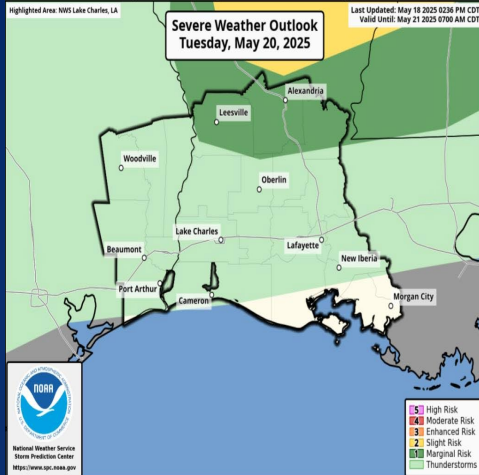 Highlighted Area: NWS Lake Charles, LA
Severe Weather Outlook
Tuesday, May 20, 2025
Last Updated: May 18 2025 0236 PM CDT
Valid Until: May 21 2025 0700 AM CDT
Alexandria
Leesville
Woodville
Oberlin
Lake Charles
Lafayette
Beaumont
New Iberia
Port Arthur
Cameron
Morgan City
NOAA
National Weather Service
Storm Prediction Center
https://www.spc.noaa.gov
5 High Risk
4 Moderate Risk
3 Enhanced Risk
2 Slight Risk
1 Marginal Risk
Thunderstorms